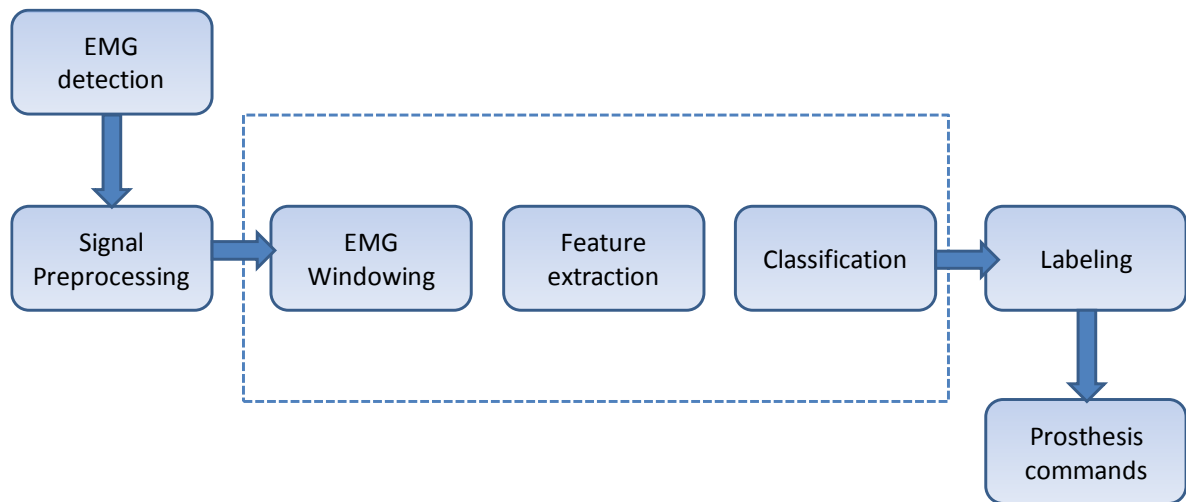 EMG
detection
Signal
Preprocessing
EMG
Windowing
Feature
extraction
Classification
Labeling
Prosthesis
commands